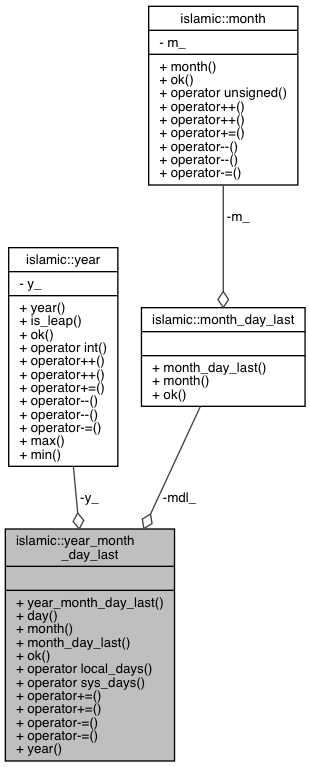 islamic::month
- m_
+ month()
+ ok()
+ operator unsigned()
+ operator++()
+ operator++()
+ operator+=()
+ operator--()
+ operator--()
+ operator-=()
-m_
islamic::year
- y_
+ year()
+ is_leap()
+ ok()
+ operator int()
+ operator++()
+ operator++()
+ operator+=()
+ operator--()
+ operator--()
+ operator-=()
+ max()
+ min()
islamic::month_day_last
+ month_day_last()
+ month()
+ ok()
-y_
-mdl_
islamic::year_month
_day_last
+ year_month_day_last()
+ day()
+ month()
+ month_day_last()
+ ok()
+ operator local_days()
+ operator sys_days()
+ operator+=()
+ operator+=()
+ operator-=()
+ operator-=()
+ year()